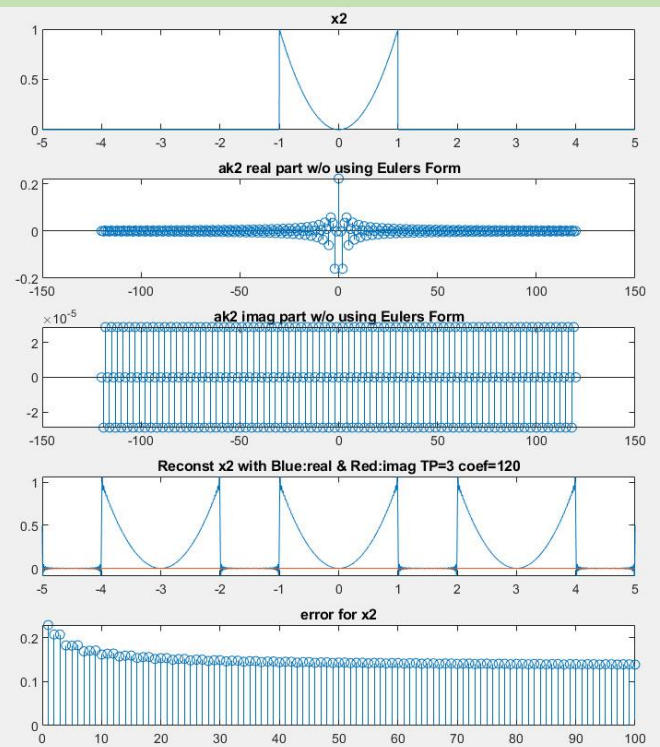 x2
1
0.5
0
-5 -4 -3 -2 -1 0 1 2 3 4 5
ak2 real part w/o using Eulers Form
0.2
0
-0.2
-150 -100 -50 0 50 100 150
×10⁻⁵ ak2 imag part w/o using Eulers Form
2
0
-2
-150 -100 -50 0 50 100 150
Reconst x2 with Blue:real & Red:imag TP=3 coef=120
1
0.5
0
-5 -4 -3 -2 -1 0 1 2 3 4 5
error for x2
0.2
0.1
0
0 10 20 30 40 50 60 70 80 90 100